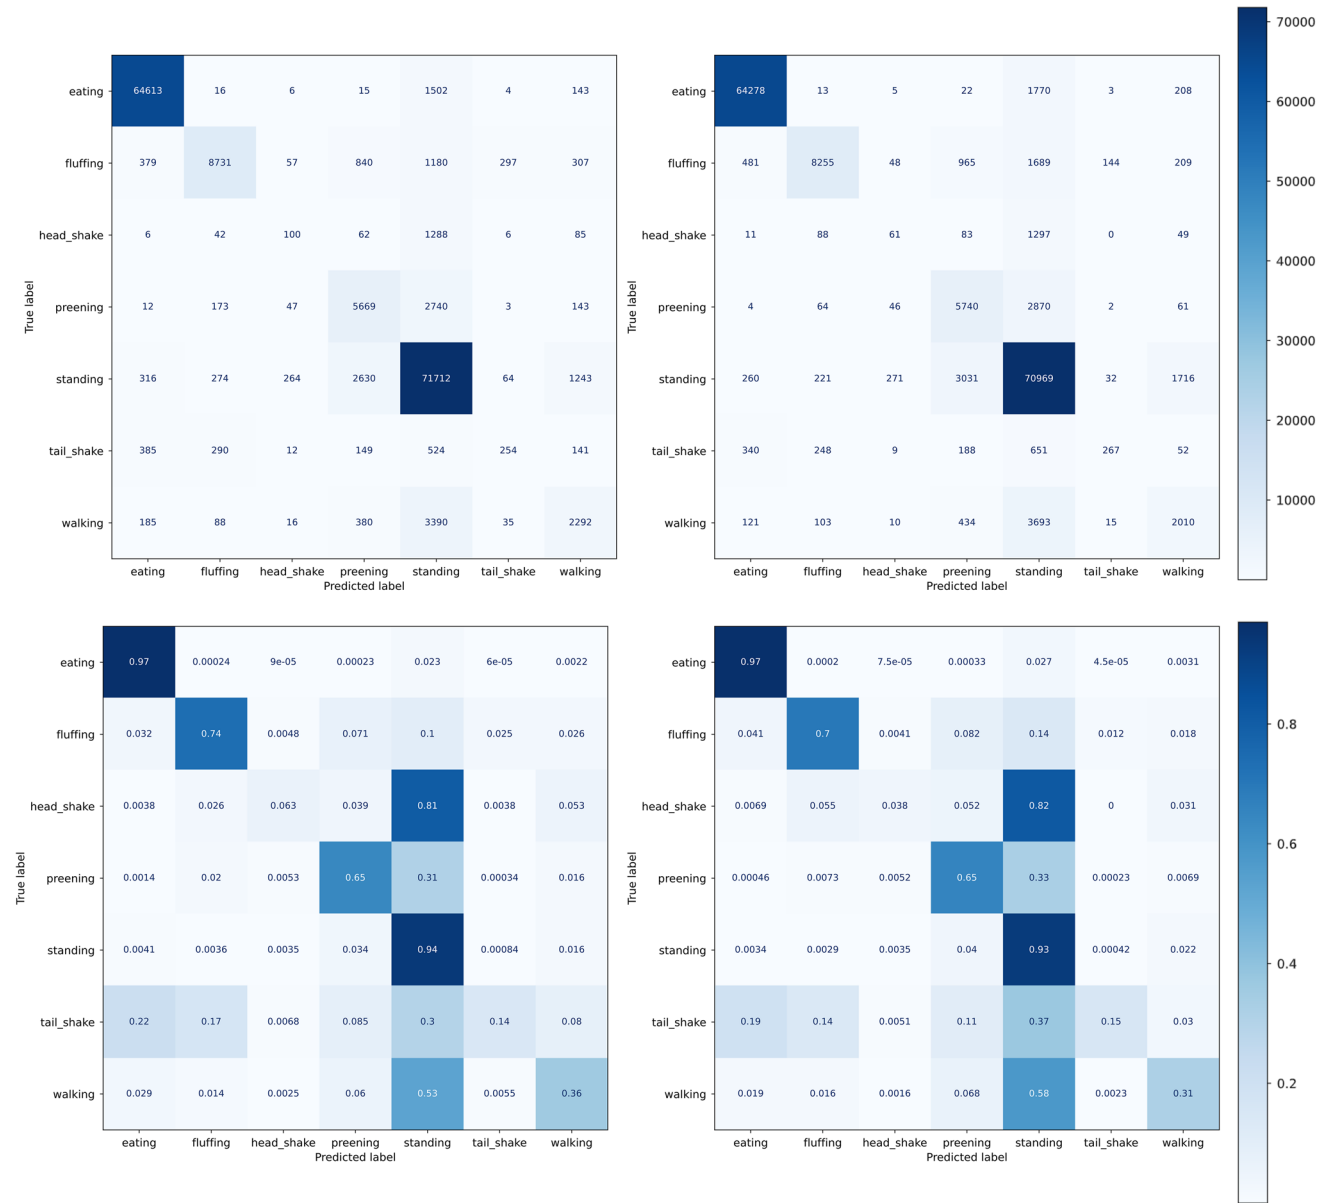 eating 64613 16 6 15 1502 4 143
fluffing 379 8731 57 840 1180 297 307
head_shake 6 42 100 62 1288 6 85
preening 12 173 47 5669 2740 3 143
standing 316 274 264 2630 71712 64 1243
tail_shake 385 290 12 149 524 254 141
walking 185 88 16 380 3390 35 2292
True label
eating fluffing head_shake preening standing tail_shake walking
Predicted label
eating 64278 13 5 22 1770 3 208
fluffing 481 8255 48 965 1689 144 209
head_shake 11 88 61 83 1297 0 49
preening 4 64 46 5740 2870 2 61
standing 260 221 271 3031 70969 32 1716
tail_shake 340 248 9 188 651 267 52
walking 121 103 10 434 3693 15 2010
True label
eating fluffing head_shake preening standing tail_shake walking
Predicted label
70000
60000
50000
40000
30000
20000
10000
eating 0.97 0.00024 9e-05 0.00023 0.023 6e-05 0.0022
fluffing 0.032 0.74 0.0048 0.071 0.1 0.025 0.026
head_shake 0.0038 0.026 0.063 0.039 0.81 0.0038 0.053
preening 0.0014 0.02 0.0053 0.65 0.31 0.00034 0.016
standing 0.0041 0.0036 0.0035 0.034 0.94 0.00084 0.016
tail_shake 0.22 0.17 0.0068 0.085 0.3 0.14 0.08
walking 0.029 0.014 0.0025 0.06 0.53 0.0055 0.36
True label
eating fluffing head_shake preening standing tail_shake walking
Predicted label
eating 0.97 0.0002 7.5e-05 0.00033 0.027 4.5e-05 0.0031
fluffing 0.041 0.7 0.0041 0.082 0.14 0.012 0.018
head_shake 0.0069 0.055 0.038 0.052 0.82 0 0.031
preening 0.00046 0.0073 0.0052 0.65 0.33 0.00023 0.0069
standing 0.0034 0.0029 0.0035 0.04 0.93 0.00042 0.022
tail_shake 0.19 0.14 0.0051 0.11 0.37 0.15 0.03
walking 0.019 0.016 0.0016 0.068 0.58 0.0023 0.31
True label
eating fluffing head_shake preening standing tail_shake walking
Predicted label
0.8
0.6
0.4
0.2